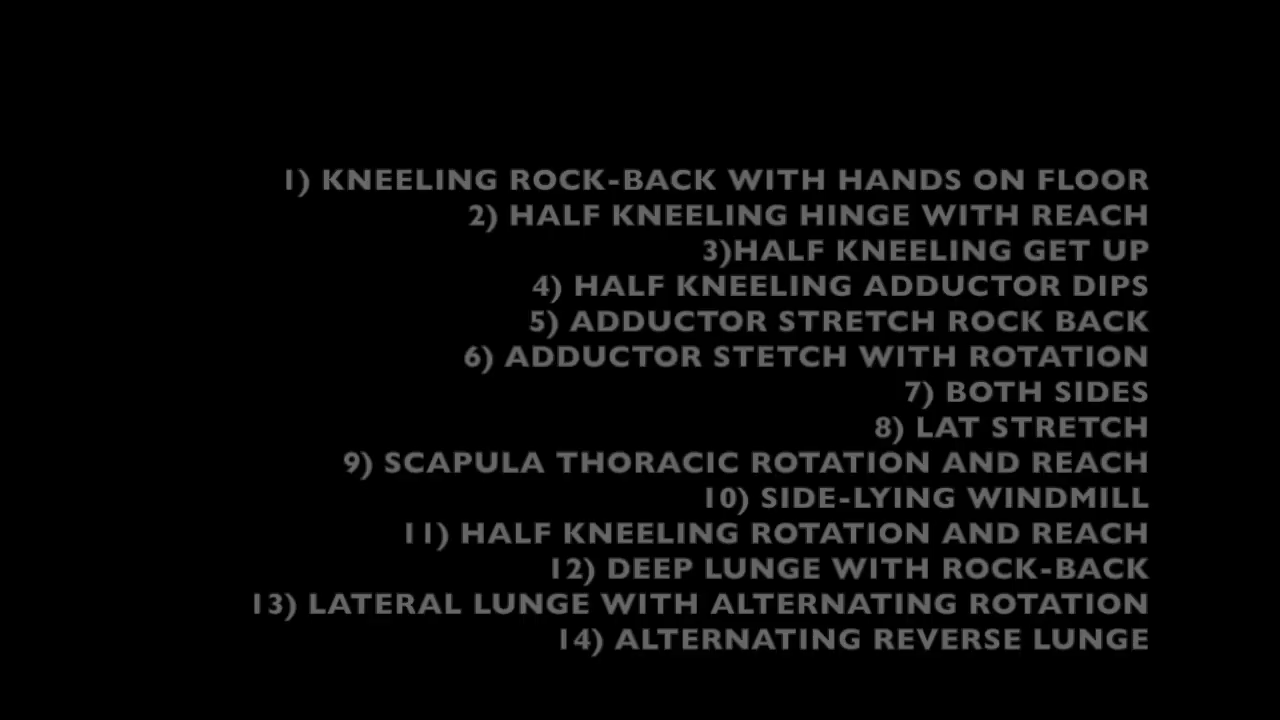 1) KNEELING ROCK-BACK WITH HANDS ON FLOOR
2) HALF KNEELING HINGE WITH REACH
3)HALF KNEELING GET UP
4) HALF KNEELING ADDUCTOR DIPS
5) ADDUCTOR STRETCH ROCK BACK
6) ADDUCTOR STETCH WITH ROTATION
7) BOTH SIDES
8) LAT STRETCH
9) SCAPULA THORACIC ROTATION AND REACH
10) SIDE-LYING WINDMILL
11) HALF KNEELING ROTATION AND REACH
12) DEEP LUNGE WITH ROCK-BACK
13) LATERAL LUNGE WITH ALTERNATING ROTATION
14) ALTERNATING REVERSE LUNGE